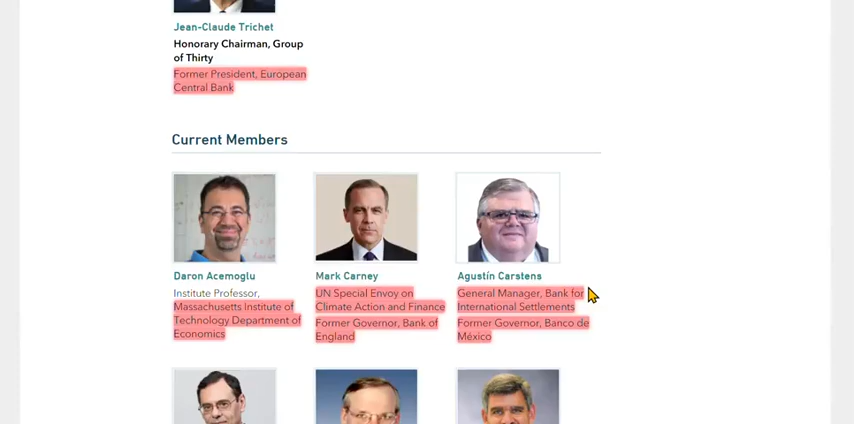 Jean-Claude Trichet
Honorary Chairman, Group
of Thirty
Former President, European
Central Bank
Current Members
Daron Acemoglu
Institute Professor,
Massachusetts Institute of
Technology Department of
Economics
Mark Carney
UN Special Envoy on
Climate Action and Finance
Former Governor, Bank of
England
Agustín Carstens
General Manager, Bank for
International Settlements
Former Governor, Banco de
México